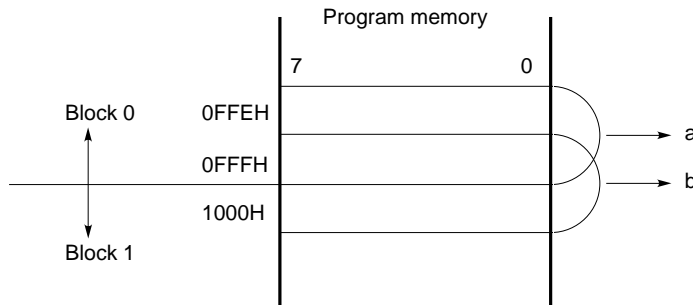 Program memory
7 0
Block 0 0FFEH
a
0FFFH
b
1000H
Block 1